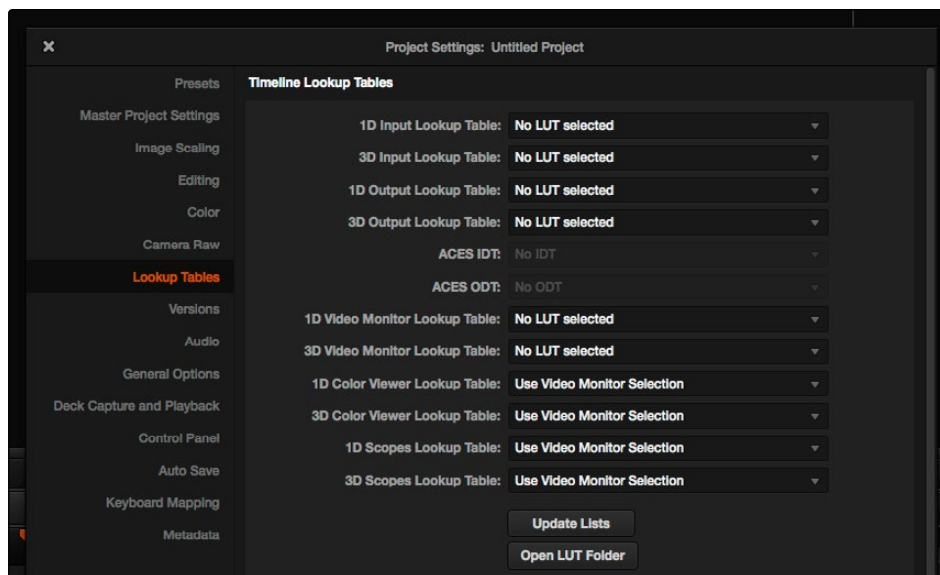 Project Settings: Untitled Project
Presets
Master Project Settings
Image Scaling
Editing
Color
Camera Raw
Lookup Tables
Versions
Audio
General Options
Deck Capture and Playback
Control Panel
Auto Save
Keyboard Mapping
Metadata
Timeline Lookup Tables
1D Input Lookup Table: No LUT selected
3D Input Lookup Table: No LUT selected
1D Output Lookup Table: No LUT selected
3D Output Lookup Table: No LUT selected
ACES IDT: No IDT
ACES ODT: No ODT
1D Video Monitor Lookup Table: No LUT selected
3D Video Monitor Lookup Table: No LUT selected
1D Color Viewer Lookup Table: Use Video Monitor Selection
3D Color Viewer Lookup Table: Use Video Monitor Selection
1D Scopes Lookup Table: Use Video Monitor Selection
3D Scopes Lookup Table: Use Video Monitor Selection
Update Lists
Open LUT Folder